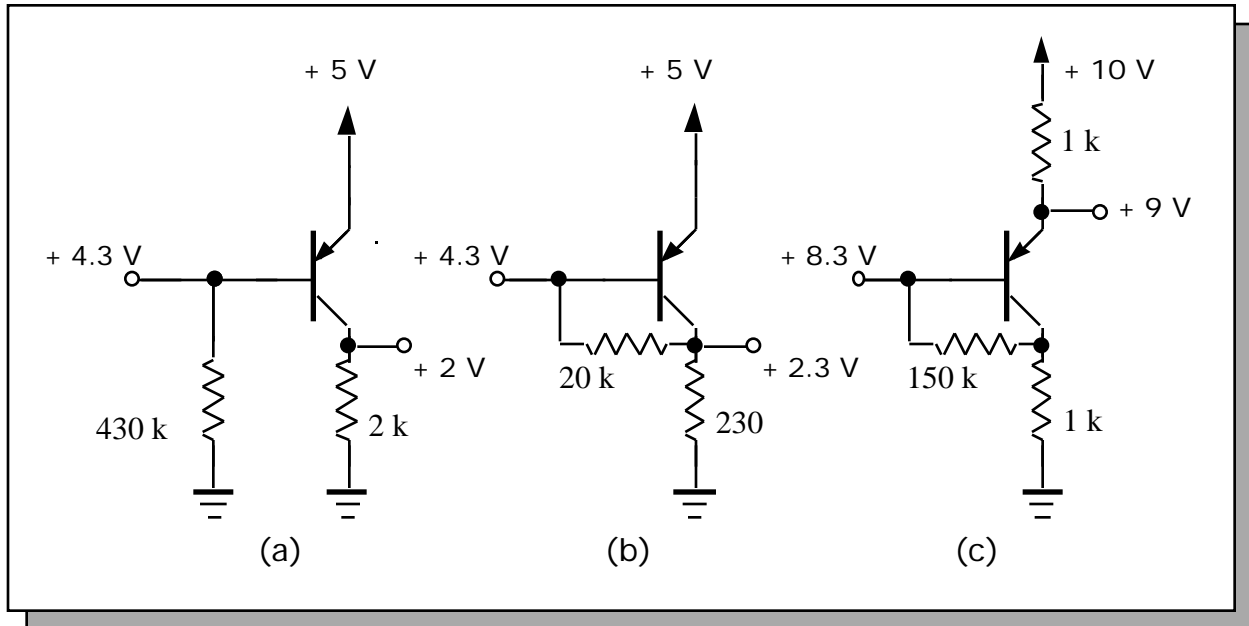 + 5 V
+ 4.3 V
430 k
2 k
+ 2 V
(a)
+ 5 V
+ 4.3 V
20 k
+ 2.3 V
230
(b)
+ 10 V
1 k
+ 9 V
+ 8.3 V
150 k
1 k
(c)